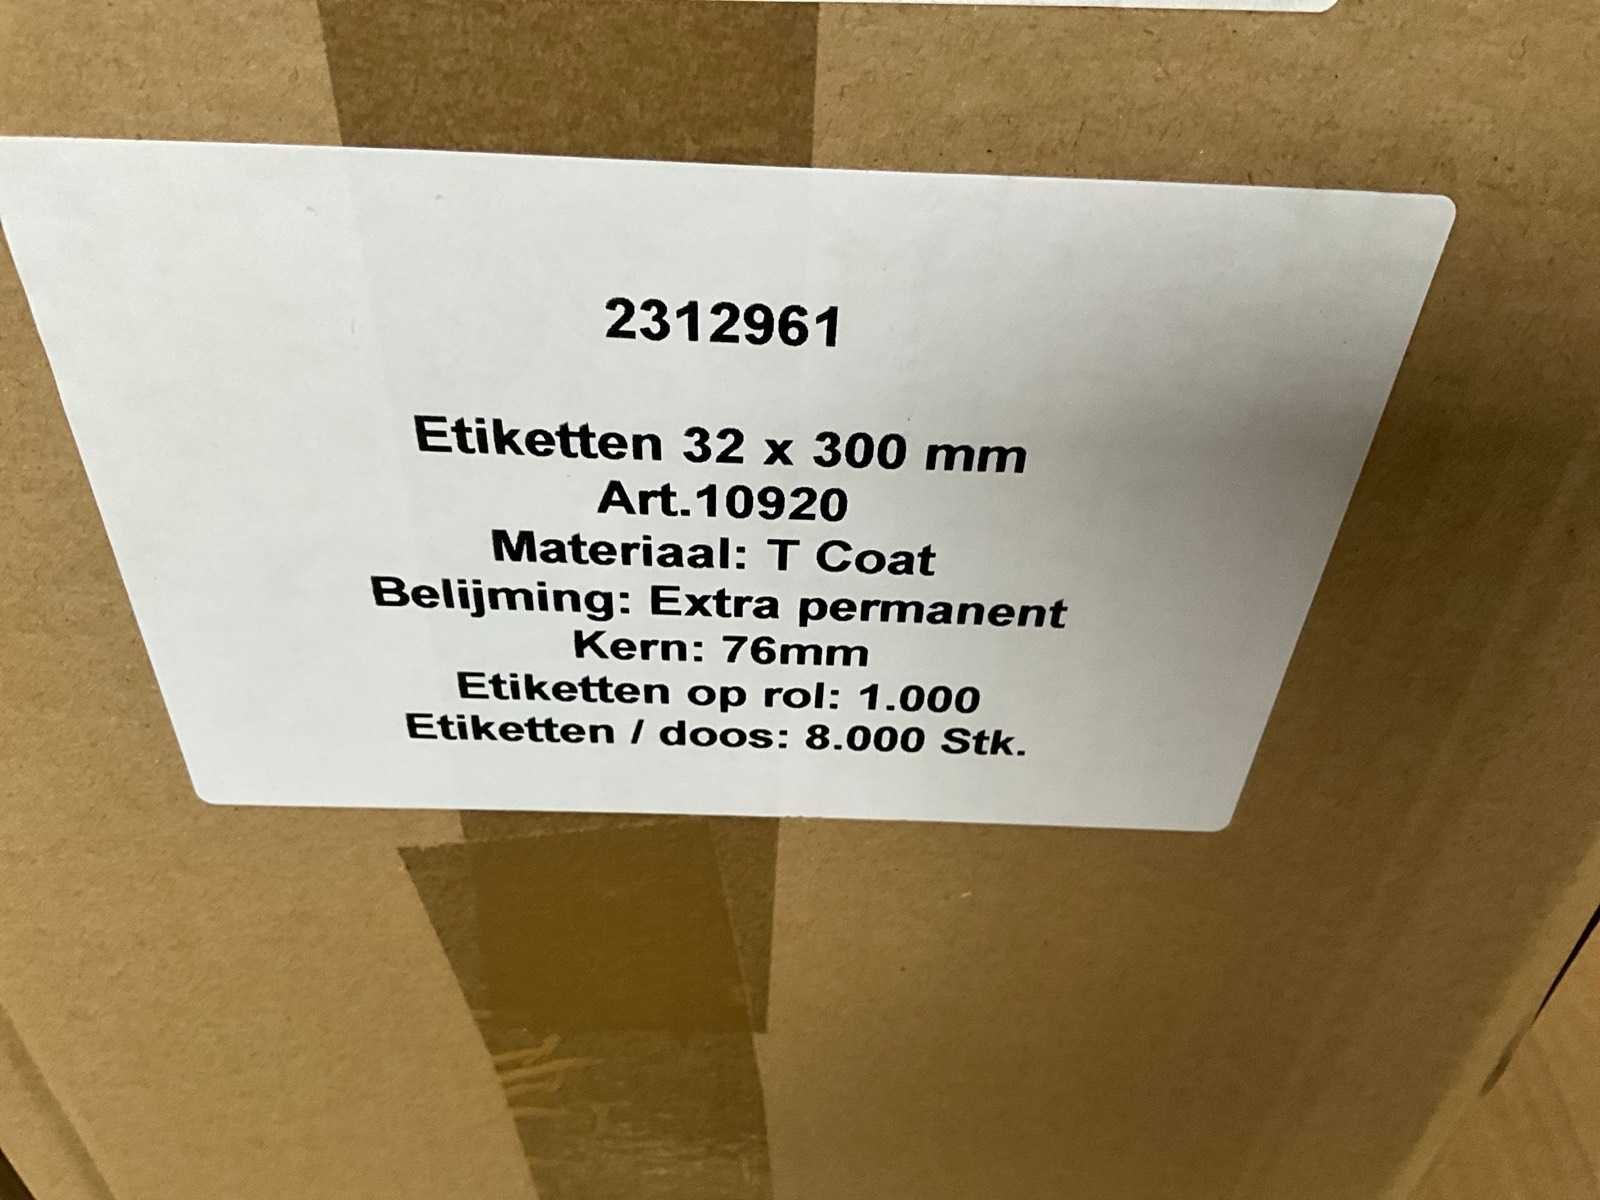 2312961
Etiketten 32 x 300 mm
Art.10920
Materiaal: T Coat
Belijming: Extra permanent
Kern: 76mm
Etiketten op rol: 1.000
Etiketten / doos: 8.000 Stk.